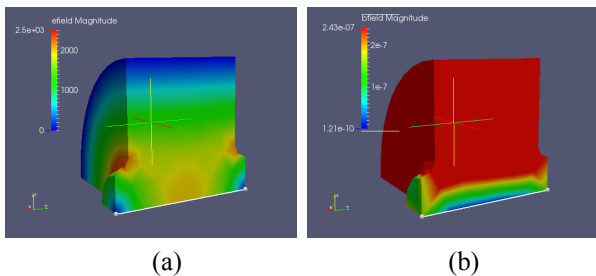 efield Magnitude
2.5e+03
2000
1000
0
Y
X
Z
bfield Magnitude
2.43e-07
2e-7
1e-7
1.21e-10
Y
X
Z
(a)
(b)